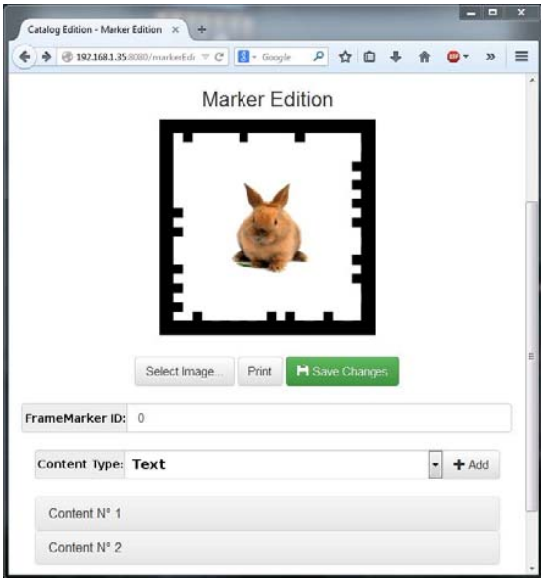 Catalog Edition - Marker Edition ×
192.168.1.35:8080/markerEdi
Google
ABP
Marker Edition
Select Image...
Print
Save Changes
FrameMarker ID: 0
Content Type: Text
Add
Content N° 1
Content N° 2